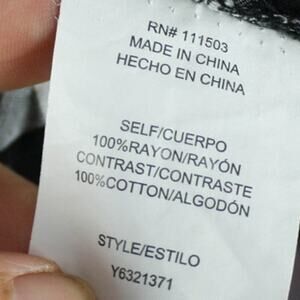 RN# 111503
MADE IN CHINA
HECHO EN CHINA
SELF/CUERPO
100%RAYON/RAYÓN
CONTRAST/CONTRASTE
100%COTTON/ALGODÓN
STYLE/ESTILO
Y6321371